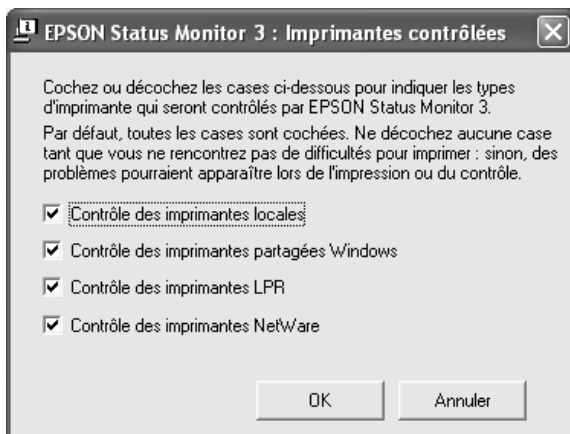 EPSON Status Monitor 3 : Imprimantes contrôlées
Cochez ou décochez les cases ci-dessous pour indiquer les types
d'imprimante qui seront contrôlés par EPSON Status Monitor 3.
Par défaut, toutes les cases sont cochées. Ne décochez aucune case
tant que vous ne rencontrez pas de difficultés pour imprimer : sinon, des
problèmes pourraient apparaître lors de l'impression ou du contrôle.
Contrôle des imprimantes locales
Contrôle des imprimantes partagées Windows
Contrôle des imprimantes LPR
Contrôle des imprimantes NetWare
OK
Annuler